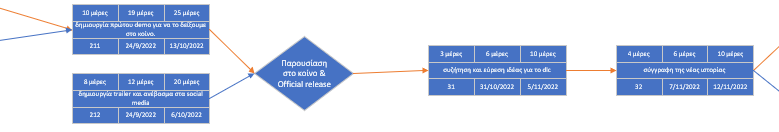 10 μέρες 19 μέρες 25 μέρες
δημιουργία πρώτου demo για να το δείξουμε
στο κοινο.
211 24/9/2022 13/10/2022
8 μέρες 12 μέρες 20 μέρες
δημιουργία trailer και ανέβασμα στα social
media
212 24/9/2022 6/10/2022
Παρουσίαση
στο κοινό &
Official release
3 μέρες 6 μέρες 10 μέρες
συζήτηση και εύρεση ιδέας για το dlc
31 31/10/2022 5/11/2022
4 μέρες 6 μέρες 10 μέρες
σύγγραφη της νέας ιστορίας
32 7/11/2022 12/11/2022